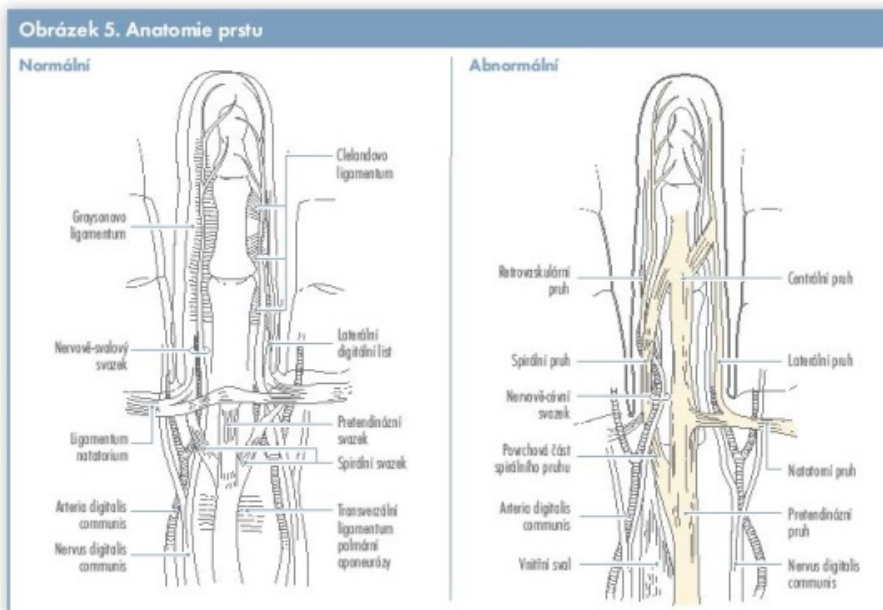 Obrázek 5. Anatomie prstu
Normální
Clelandovo
ligamentum
Graysonovo
ligamentum
Nervově-svalový
svazek
Laterální
digitální list
Ligamentum
natatorium
Pretendinózní
svazek
Spirální svazek
Arteria digitalis
communis
Nervus digitalis
communis
Transverzální
ligamentum
palmární
aponeurózy
Abnormální
Retrovaskulární
pruh
Centrální pruh
Spirální pruh
Laterální pruh
Nervově-cévní
svazek
Povrchová část
spirálního pruhu
Natatorní pruh
Arteria digitalis
communis
Pretendinózní
pruh
Vnitřní sval
Nervus digitalis
communis